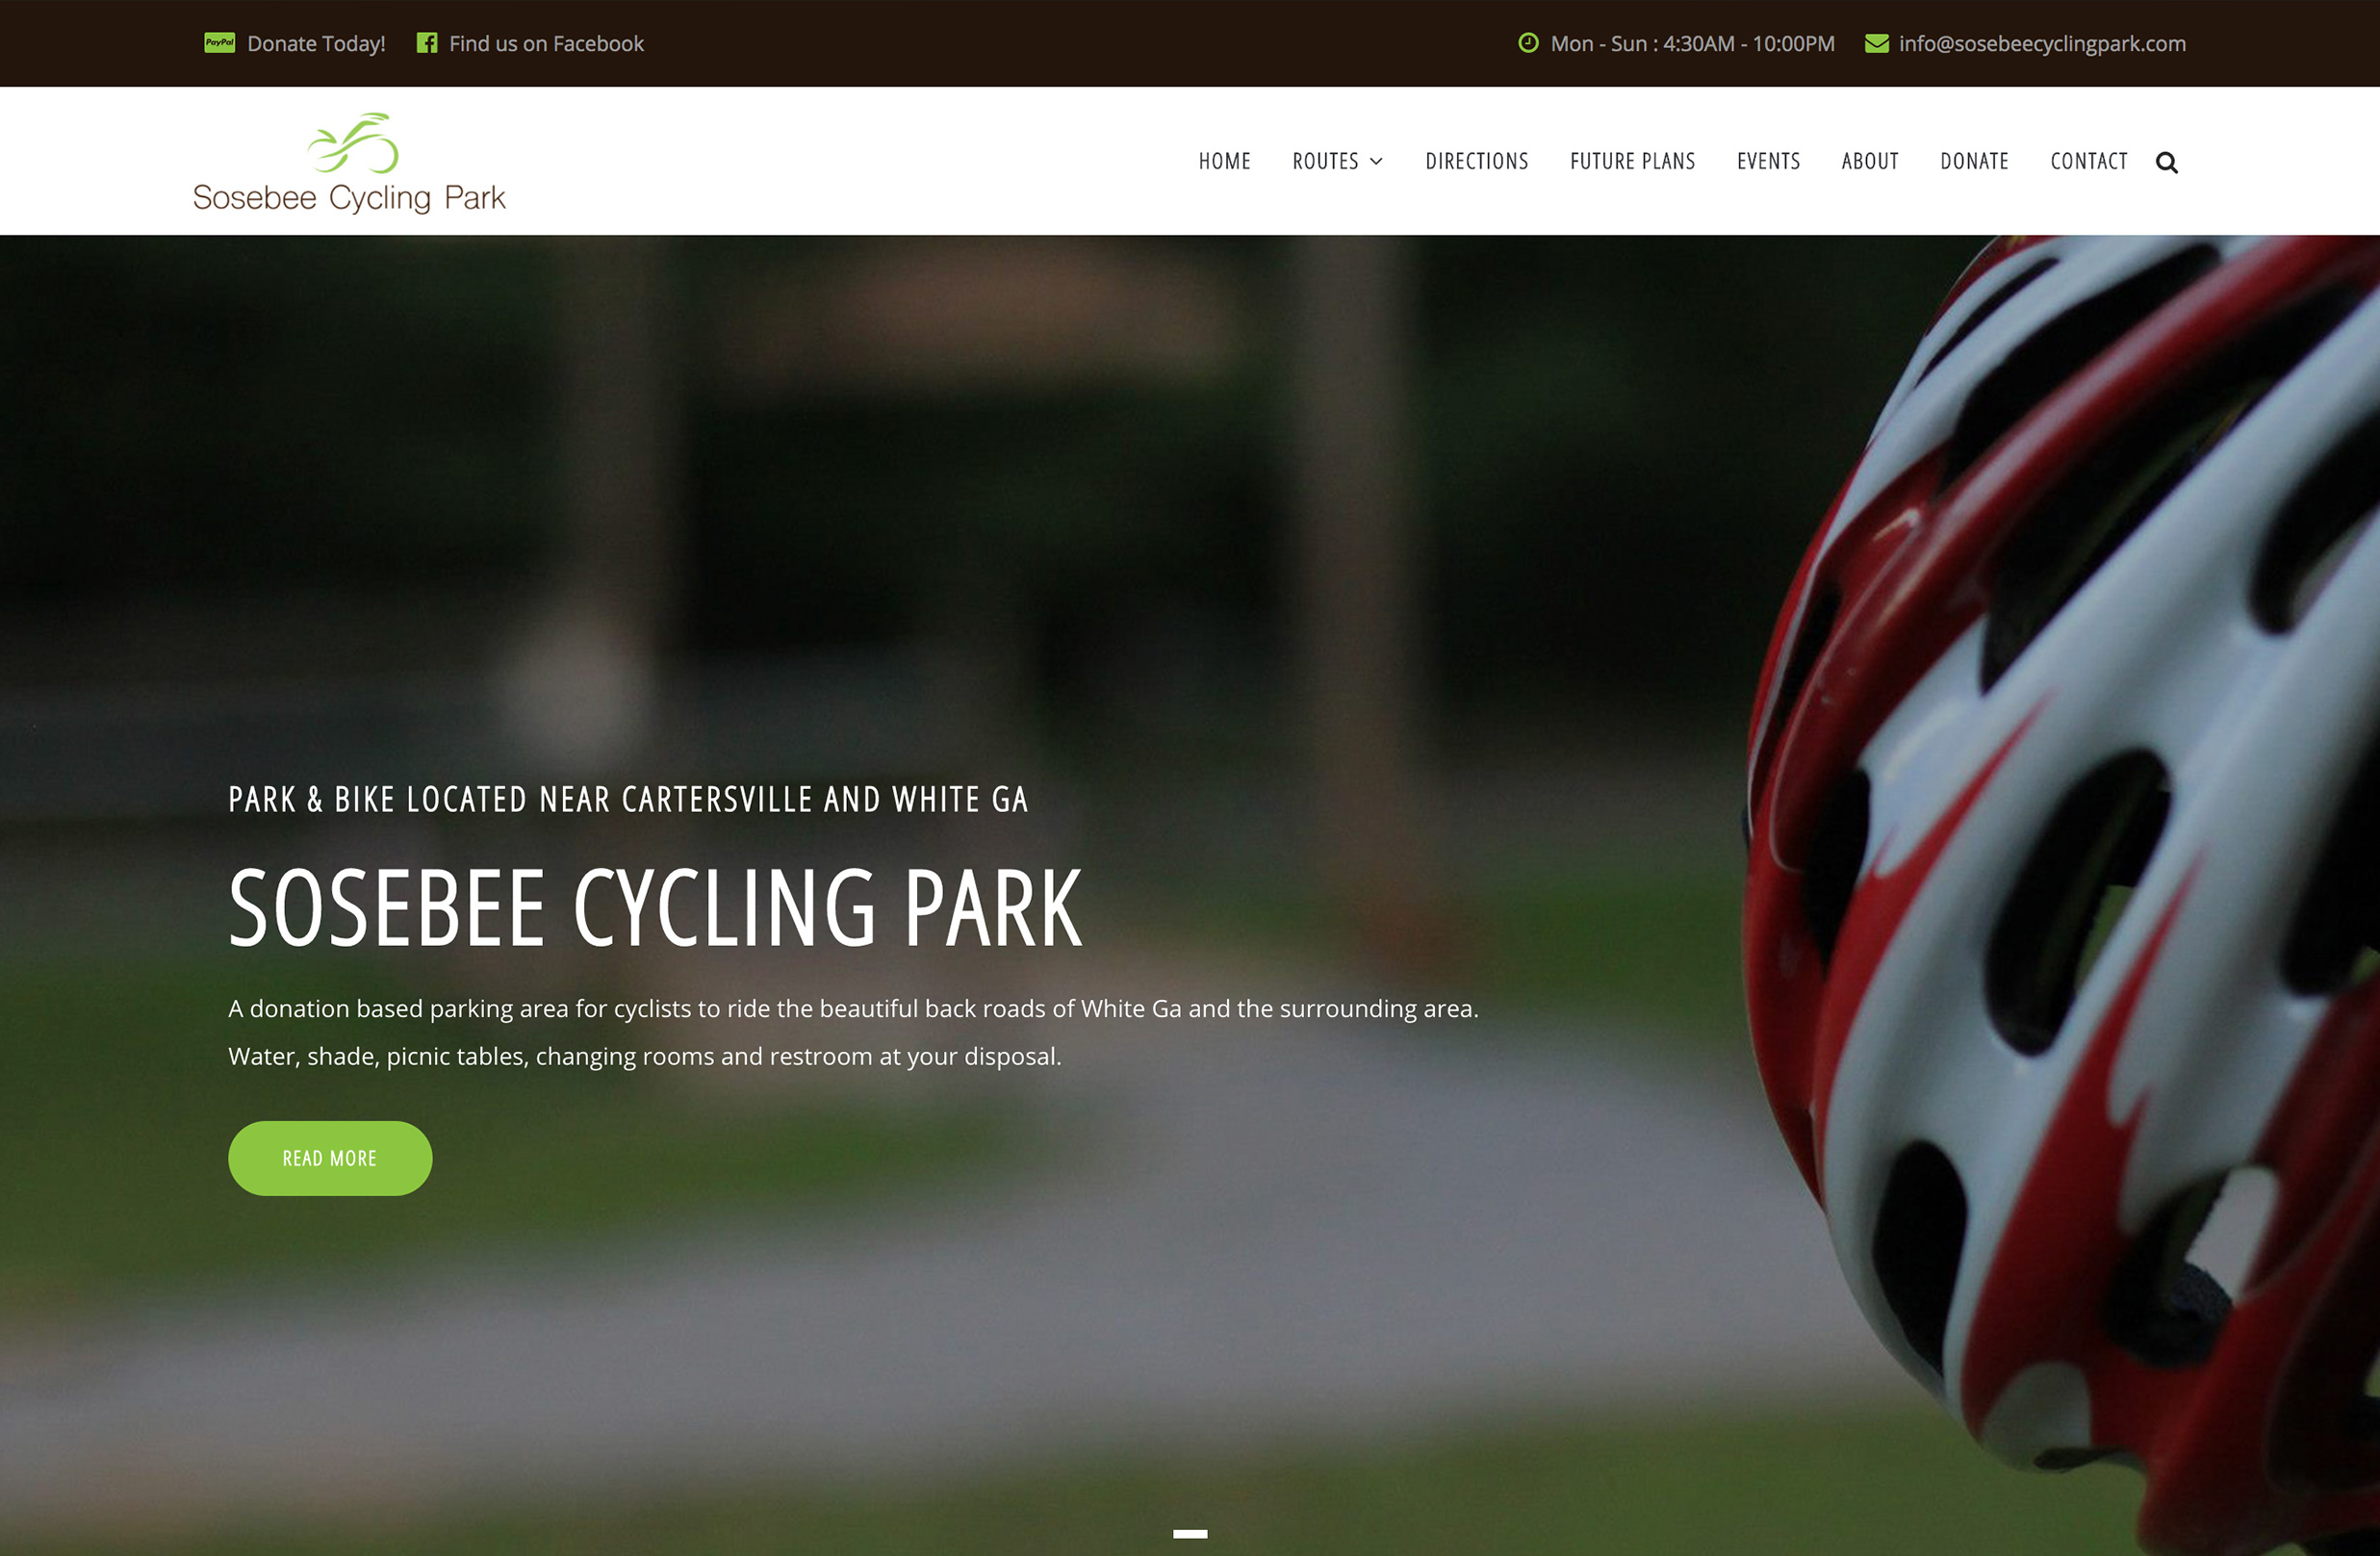 PayPal Donate Today! Find us on Facebook Mon - Sun : 4:30AM - 10:00PM info@sosebeecyclingpark.com
Sosebee Cycling Park
HOME ROUTES DIRECTIONS FUTURE PLANS EVENTS ABOUT DONATE CONTACT
PARK & BIKE LOCATED NEAR CARTERSVILLE AND WHITE GA
SOSEBEE CYCLING PARK
A donation based parking area for cyclists to ride the beautiful back roads of White Ga and the surrounding area.
Water, shade, picnic tables, changing rooms and restroom at your disposal.
READ MORE